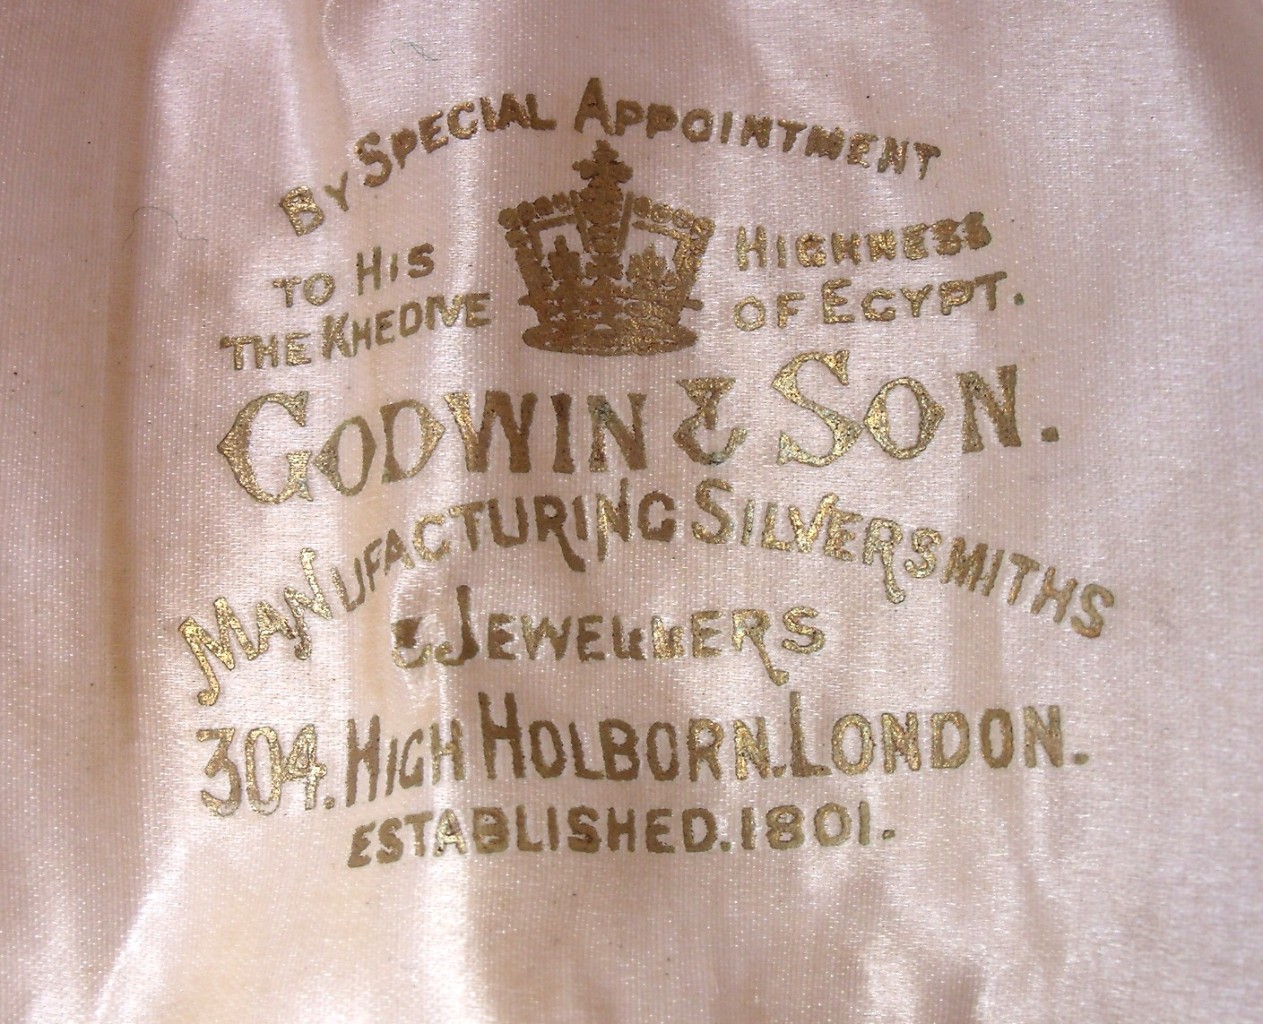 BY SPECIAL APPOINTMENT
TO HIS HIGHNESS
THE KHEDIVE OF EGYPT.
GODWIN & SON.
MANUFACTURING SILVERSMITHS
& JEWELLERS
304. HIGH HOLBORN. LONDON.
ESTABLISHED. 1801.